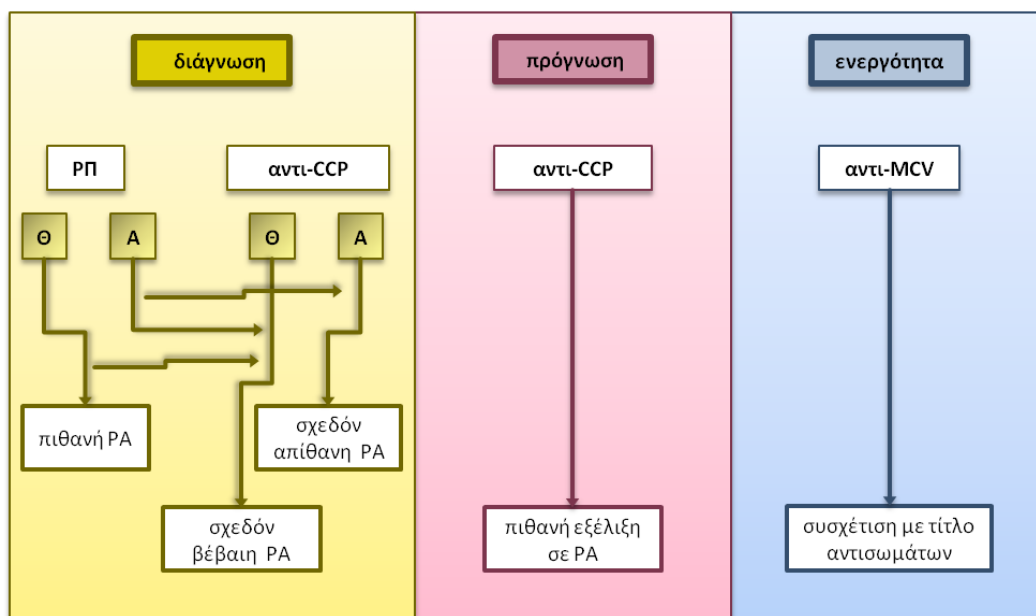 διάγνωση
πρόγνωση
ενεργότητα
ΡΠ
αντι-CCP
αντι-CCP
αντι-MCV
Θ
Α
Θ
Α
πιθανή ΡΑ
σχεδόν
απίθανη ΡΑ
σχεδόν
βέβαιη ΡΑ
πιθανή εξέλιξη
σε ΡΑ
συσχέτιση με τίτλο
αντισωμάτων